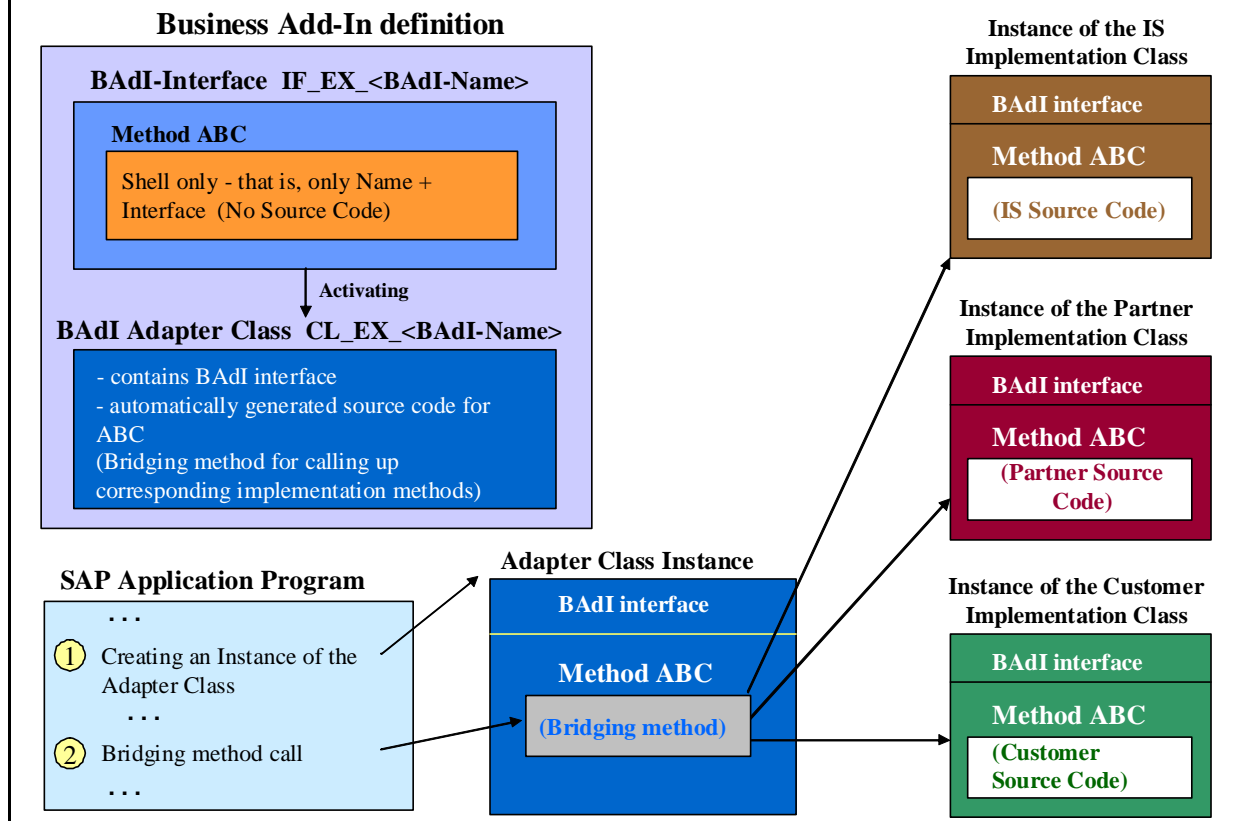 Business Add-In definition
BAdI-Interface IF_EX_<BAdI-Name>
Method ABC
Shell only - that is, only Name +
Interface (No Source Code)
Activating
BAdI Adapter Class CL_EX_<BAdI-Name>
- contains BAdI interface
- automatically generated source code for
ABC
(Bridging method for calling up
corresponding implementation methods)
SAP Application Program
. . .
1 Creating an Instance of the
Adapter Class
. . .
2 Bridging method call
. . .
Adapter Class Instance
BAdI interface
Method ABC
(Bridging method)
Instance of the IS
Implementation Class
BAdI interface
Method ABC
(IS Source Code)
Instance of the Partner
Implementation Class
BAdI interface
Method ABC
(Partner Source
Code)
Instance of the Customer
Implementation Class
BAdI interface
Method ABC
(Customer
Source Code)